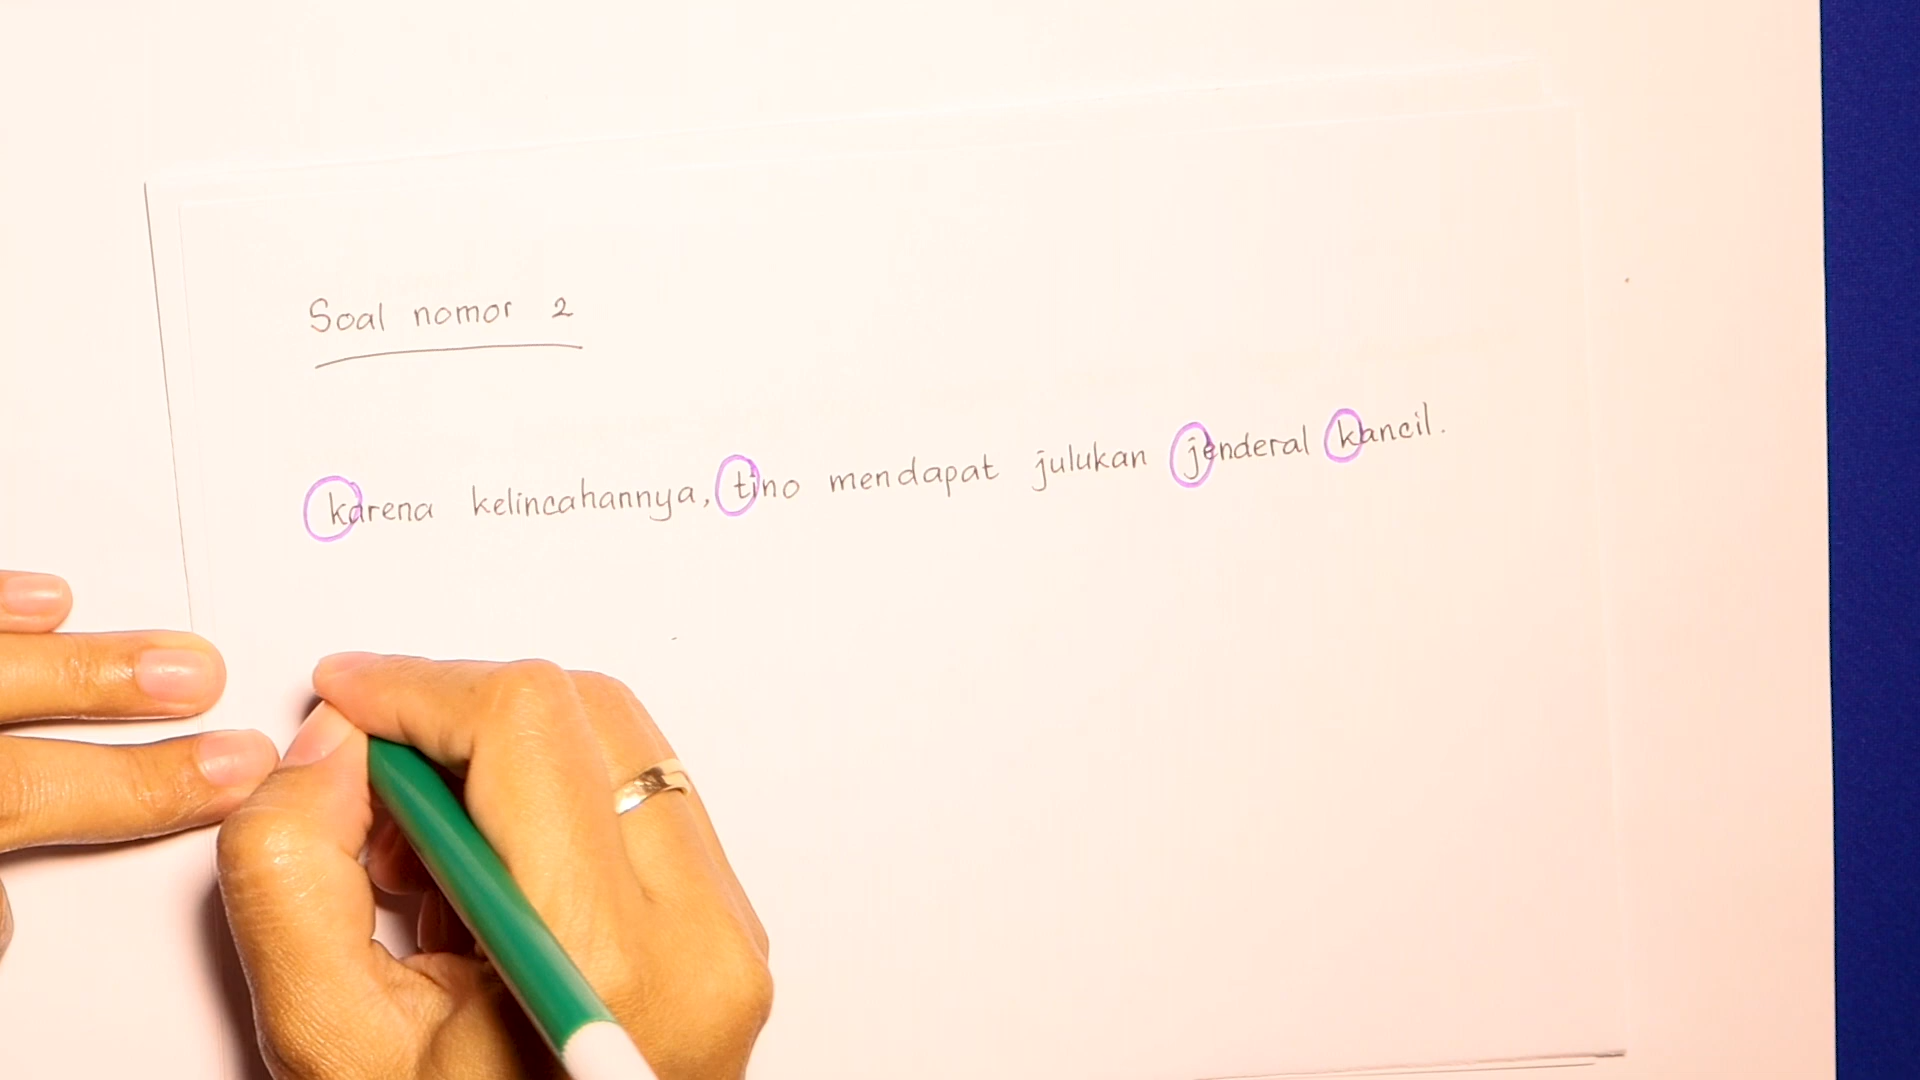 Soal nomor 2
karena kelincahannya, tino mendapat julukan jenderal kancil.